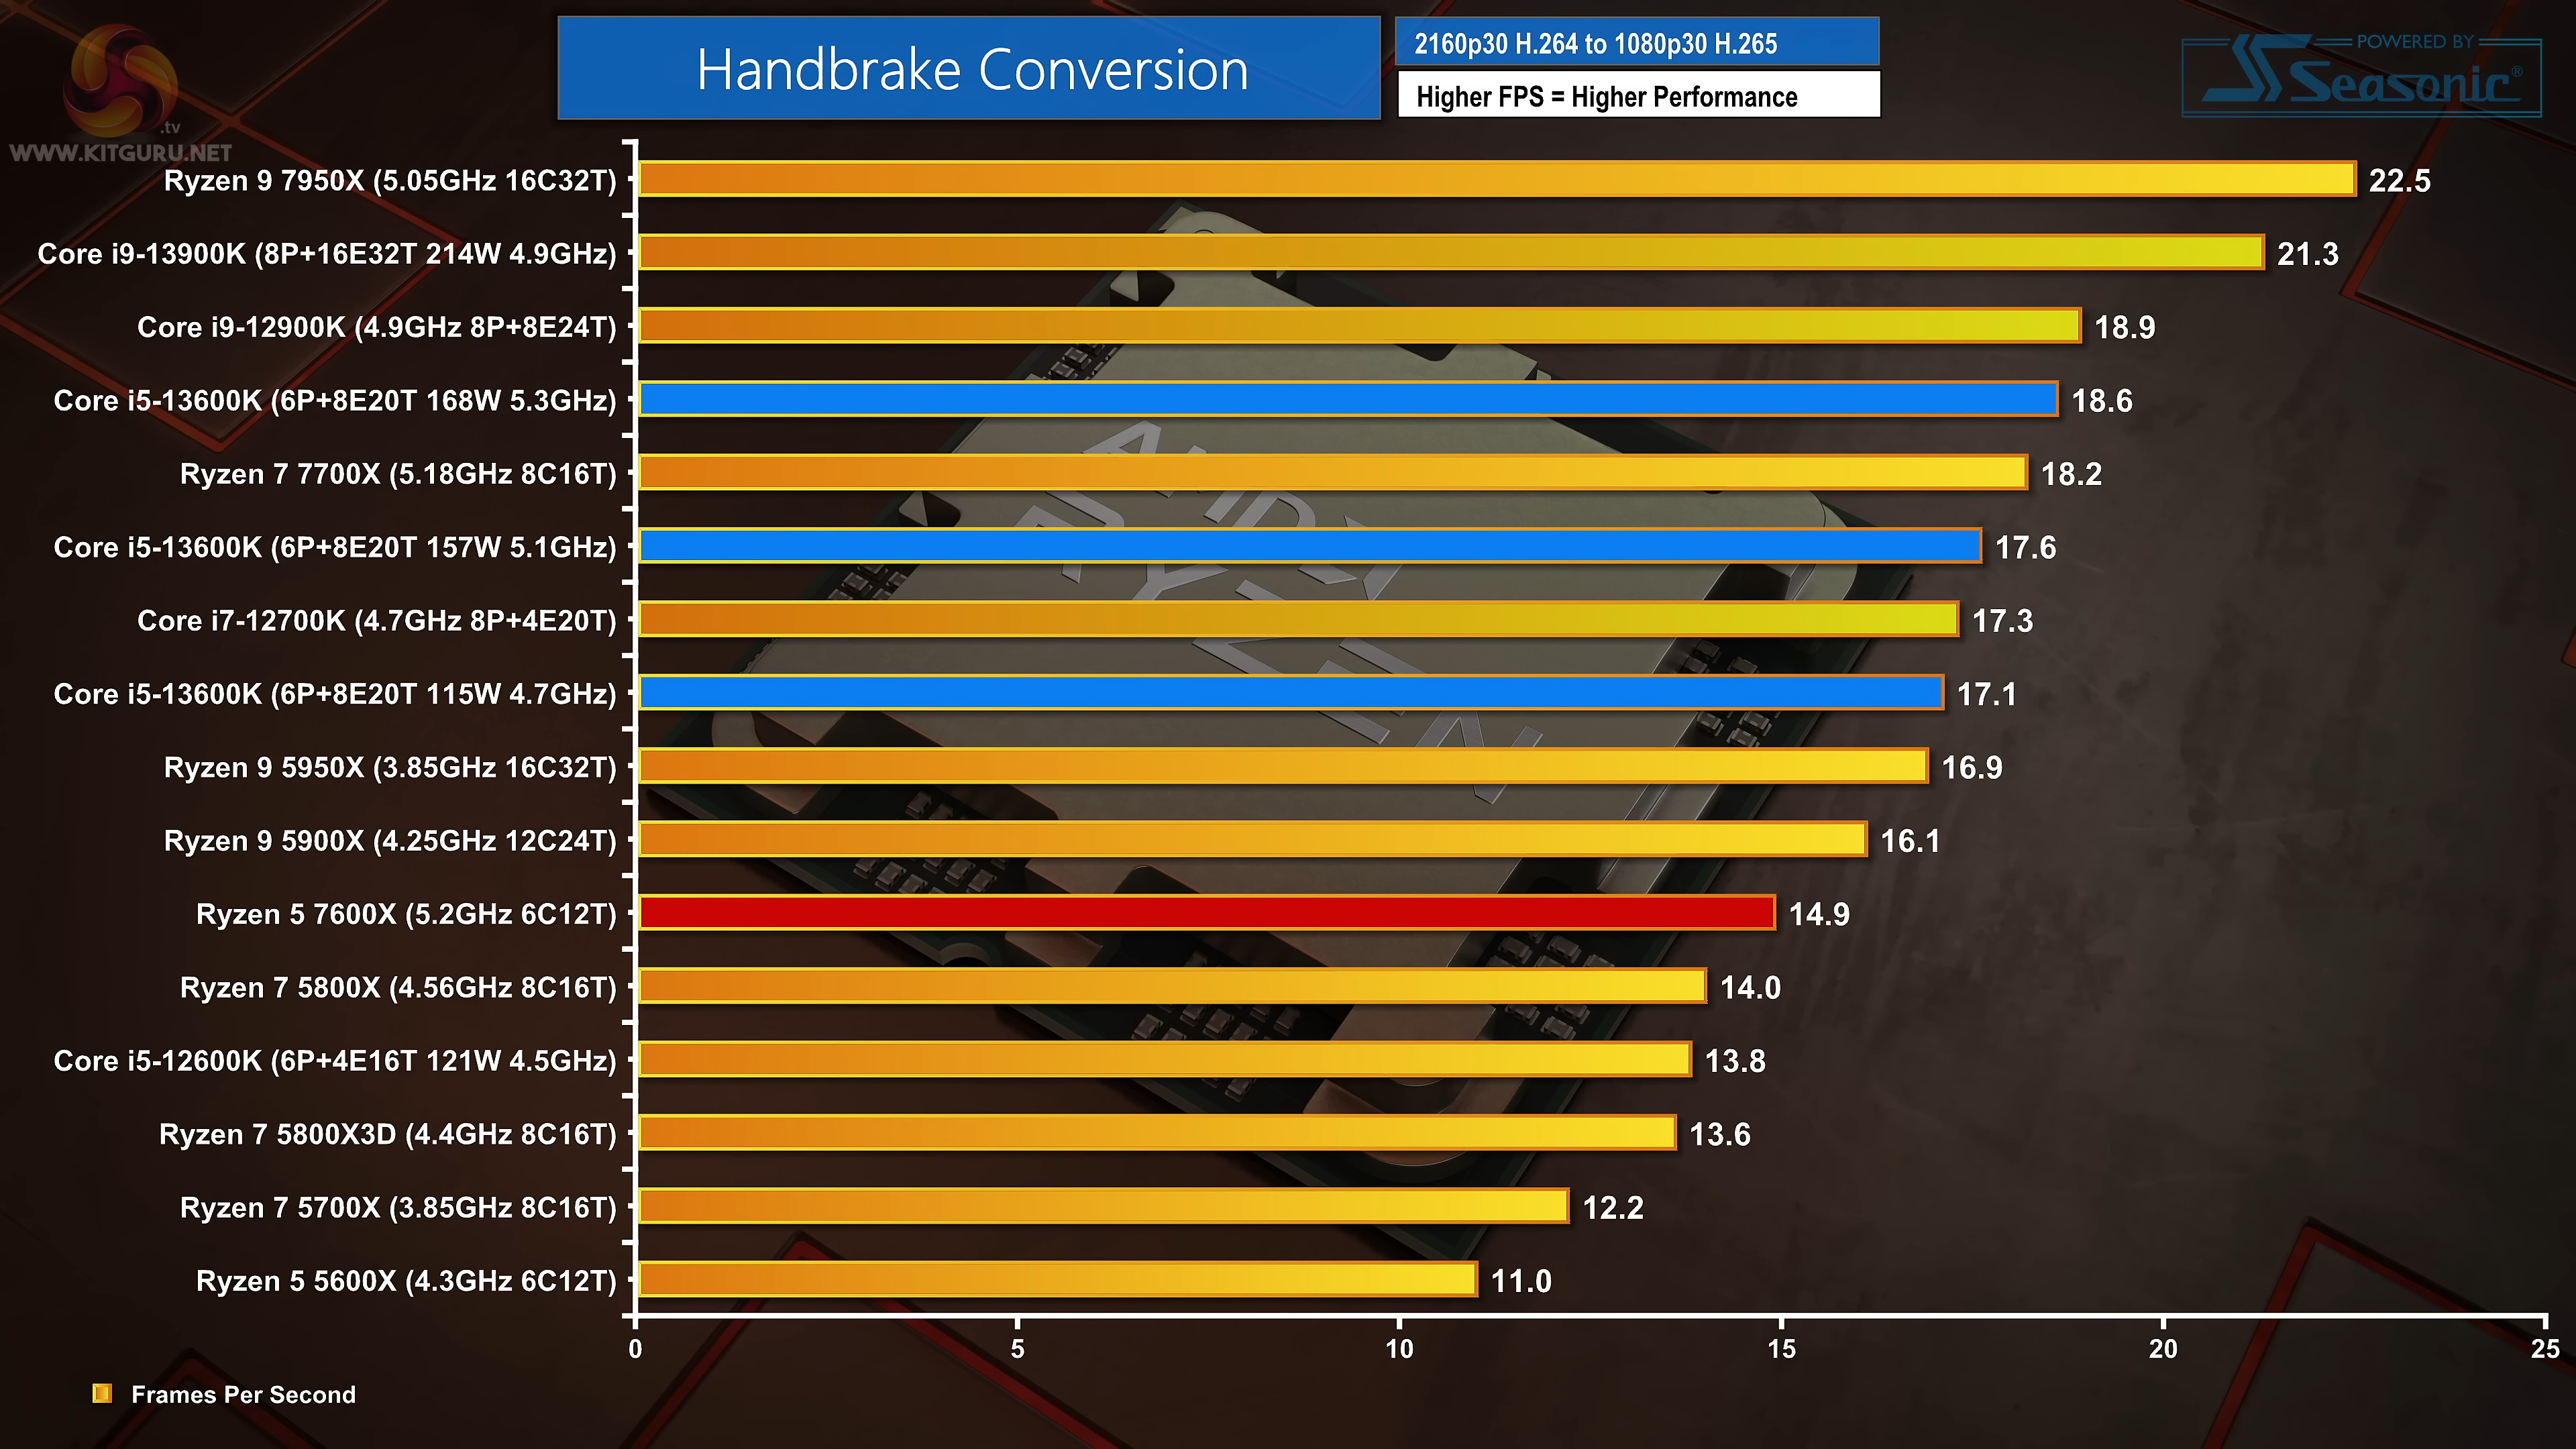 Handbrake Conversion
2160p30 H.264 to 1080p30 H.265
Higher FPS = Higher Performance
POWERED BY
Seasonic®
.tv
WWW.KITGURU.NET
Ryzen 9 7950X (5.05GHz 16C32T) 22.5
Core i9-13900K (8P+16E32T 214W 4.9GHz) 21.3
Core i9-12900K (4.9GHz 8P+8E24T) 18.9
Core i5-13600K (6P+8E20T 168W 5.3GHz) 18.6
Ryzen 7 7700X (5.18GHz 8C16T) 18.2
Core i5-13600K (6P+8E20T 157W 5.1GHz) 17.6
Core i7-12700K (4.7GHz 8P+4E20T) 17.3
Core i5-13600K (6P+8E20T 115W 4.7GHz) 17.1
Ryzen 9 5950X (3.85GHz 16C32T) 16.9
Ryzen 9 5900X (4.25GHz 12C24T) 16.1
Ryzen 5 7600X (5.2GHz 6C12T) 14.9
Ryzen 7 5800X (4.56GHz 8C16T) 14.0
Core i5-12600K (6P+4E16T 121W 4.5GHz) 13.8
Ryzen 7 5800X3D (4.4GHz 8C16T) 13.6
Ryzen 7 5700X (3.85GHz 8C16T) 12.2
Ryzen 5 5600X (4.3GHz 6C12T) 11.0
0 5 10 15 20 25
Frames Per Second